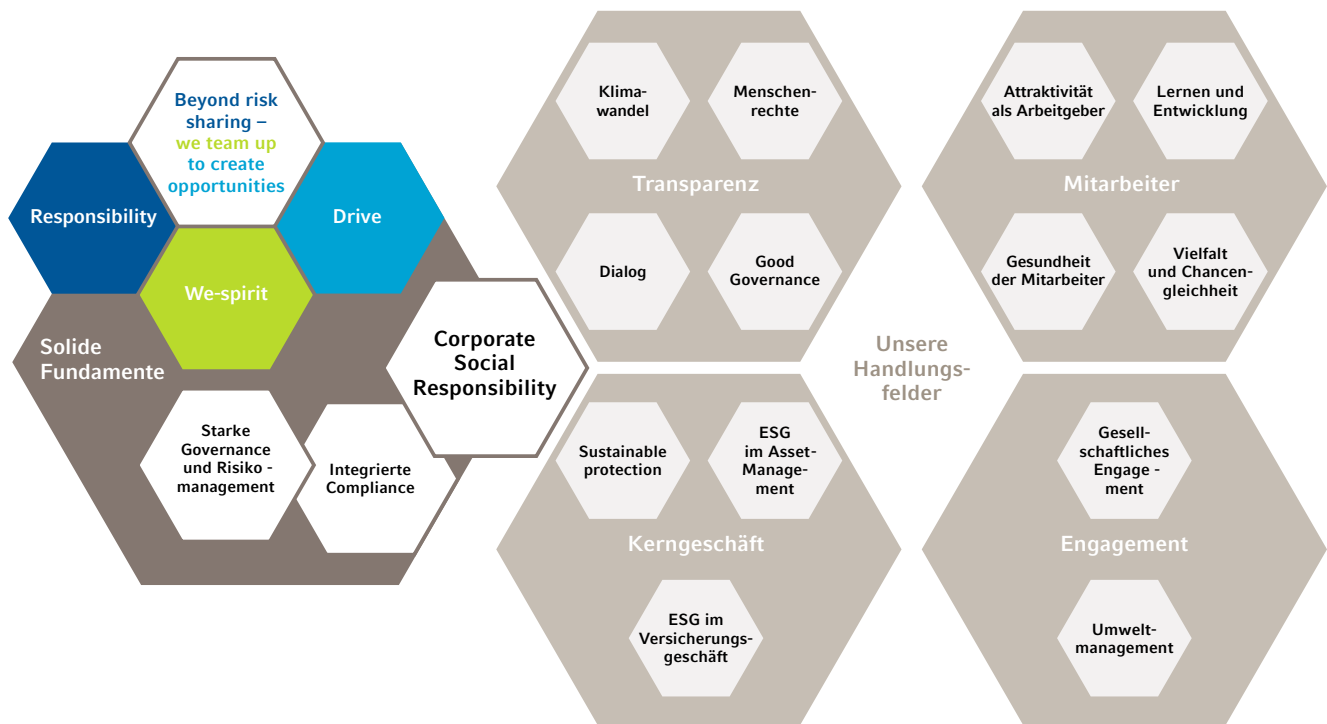 Beyond risk
sharing –
we team up
to create
opportunities
Responsibility
Drive
We-spirit
Solide
Fundamente
Corporate
Social
Responsibility
Starke
Governance
und Risiko -
management
Integrierte
Compliance
Klima-
wandel
Menschen-
rechte
Transparenz
Dialog
Good
Governance
Attraktivität
als Arbeitgeber
Lernen und
Entwicklung
Mitarbeiter
Gesundheit
der Mitarbeiter
Vielfalt
und Chancen-
gleichheit
Unsere
Handlungs-
felder
Sustainable
protection
ESG
im Asset-
Manage-
ment
Kerngeschäft
ESG im
Versicherungs-
geschäft
Gesell-
schaftliches
Engage -
ment
Engagement
Umwelt-
management